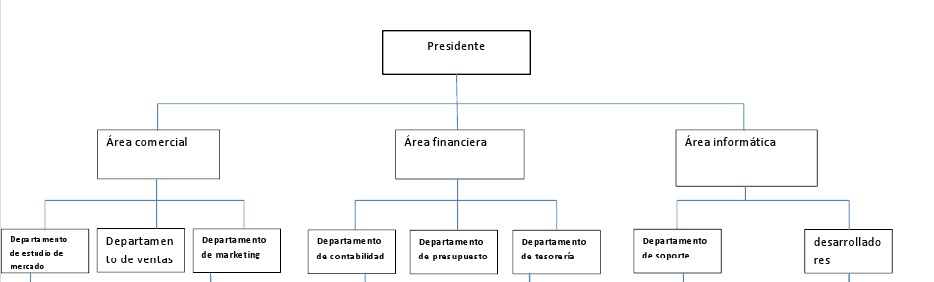 Presidente
Área comercial
Área financiera
Área informática
Departamento
de estudio de
mercado
Departamen
to de ventas
Departamento
de marketing
Departamento
de contabilidad
Departamento
de presupuesto
Departamento
de tesorería
Departamento
de soporte
desarrollado
res